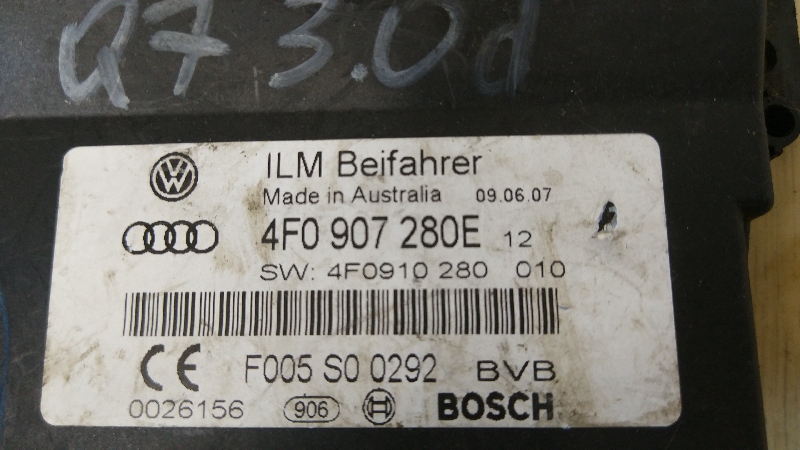 Q7 3.0d
ILM Beifahrer
Made in Australia 09.06.07
4F0 907 280E 12
SW: 4F0910 280 010
CE F005 S0 0292 BVB
0026156 906 BOSCH